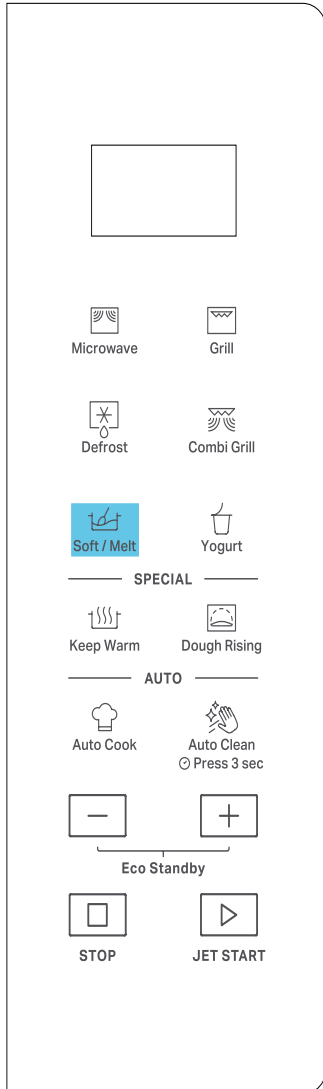 Microwave Grill
Defrost Combi Grill
Soft / Melt Yogurt
SPECIAL
Keep Warm Dough Rising
AUTO
Auto Cook Auto Clean
Press 3 sec
Eco Standby
STOP JET START